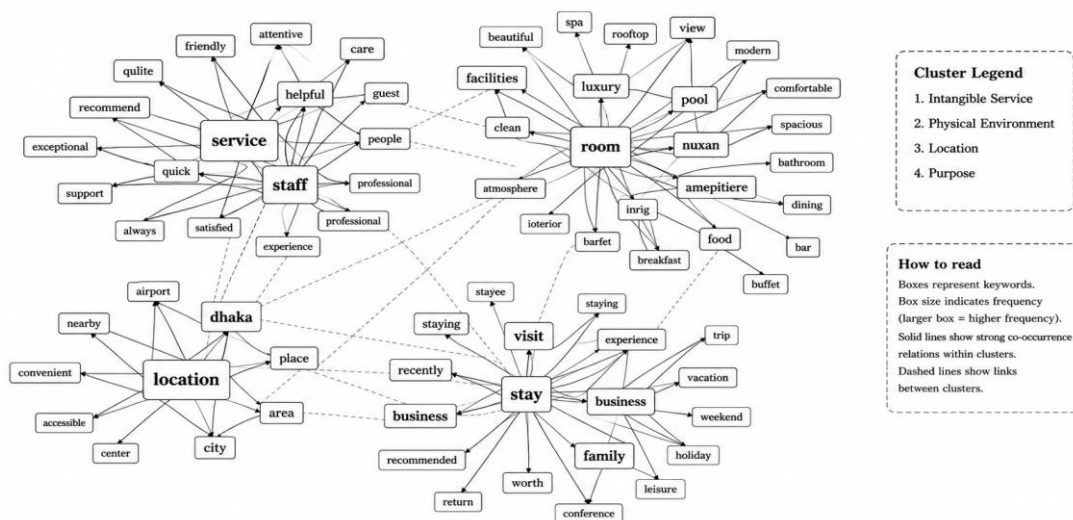 attentive
friendly
care
qulite
helpful
guest
recommend
service
people
exceptional
quick
staff
professional
support
professional
always
satisfied
experience
spa
beautiful
rooftop
view
modern
facilities
luxury
comfortable
pool
clean
spacious
room
nuxan
bathroom
atmosphere
amepitiere
dining
inrig
ioterior
food
bar
barfet
breakfast
buffet
airport
nearby
dhaka
place
convenient
location
area
accessible
city
center
stayee
staying
staying
visit
experience
trip
recently
vacation
stay
business
business
weekend
family
holiday
recommended
worth
leisure
return
conference
Cluster Legend
1. Intangible Service
2. Physical Environment
3. Location
4. Purpose
How to read
Boxes represent keywords.
Box size indicates frequency
(larger box = higher frequency).
Solid lines show strong co-occurrence
relations within clusters.
Dashed lines show links
between clusters.